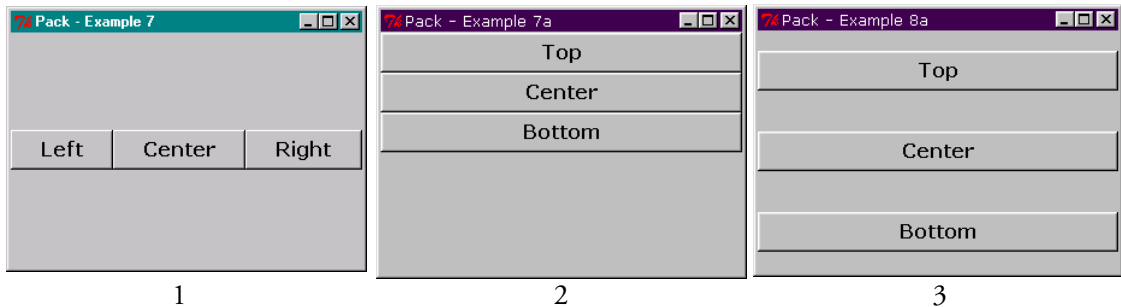 Pack - Example 7
Left Center Right
1
Pack - Example 7a
Top
Center
Bottom
2
Pack - Example 8a
Top
Center
Bottom
3